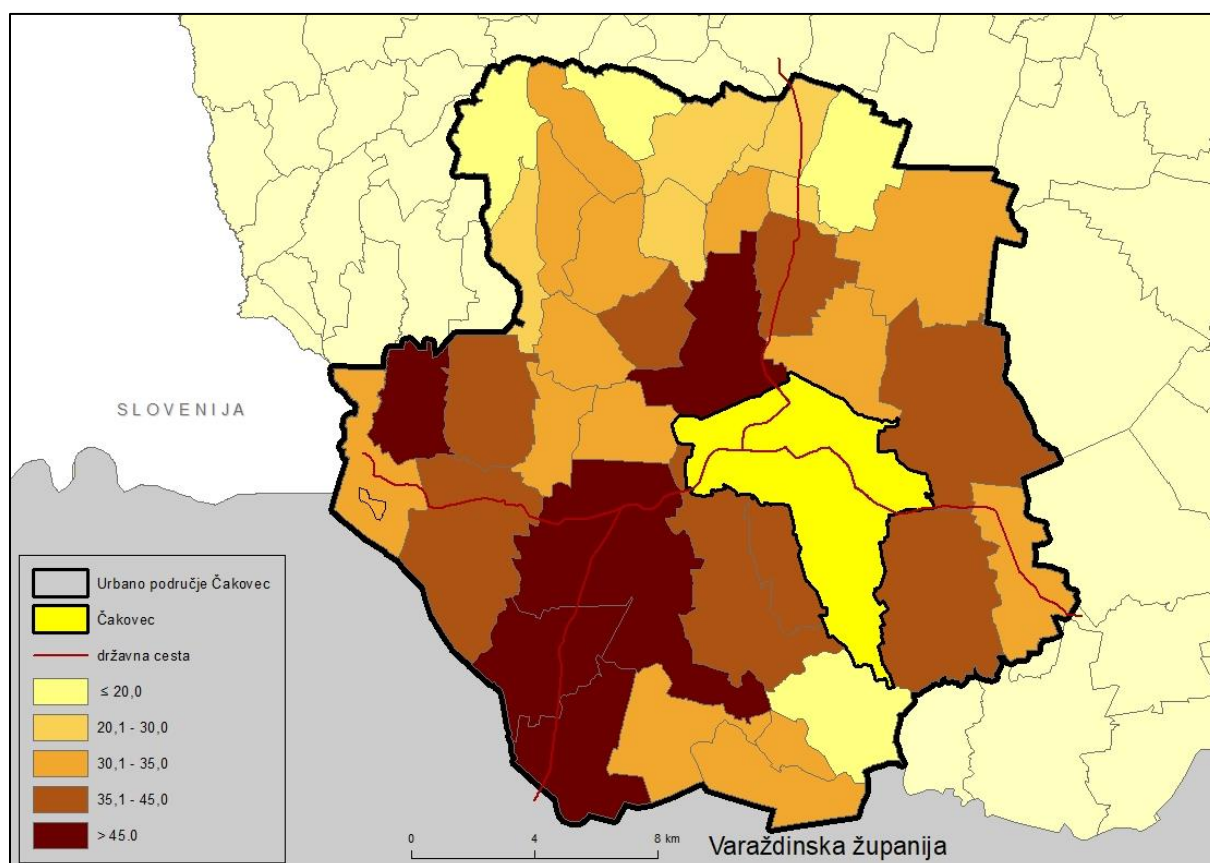 SLOVENIJA
Urbano područje Čakovec
Čakovec
državna cesta
≤ 20,0
20,1 - 30,0
30,1 - 35,0
35,1 - 45,0
> 45.0
0 4 8 km
Varaždinska županija